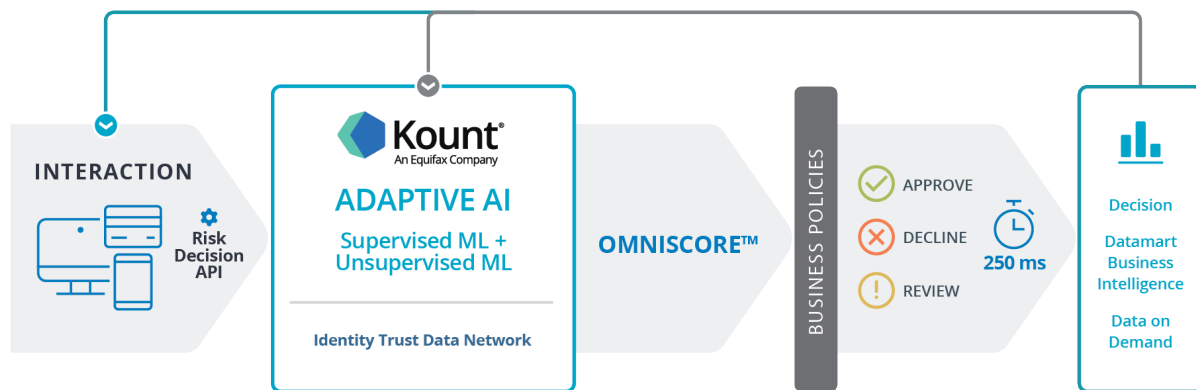 INTERACTION
Risk
Decision
API
Kount®
An Equifax Company
ADAPTIVE AI
Supervised ML +
Unsupervised ML
Identity Trust Data Network
OMNISCORE™
BUSINESS POLICIES
APPROVE
DECLINE
REVIEW
250 ms
Decision
Datamart
Business
Intelligence
Data on
Demand